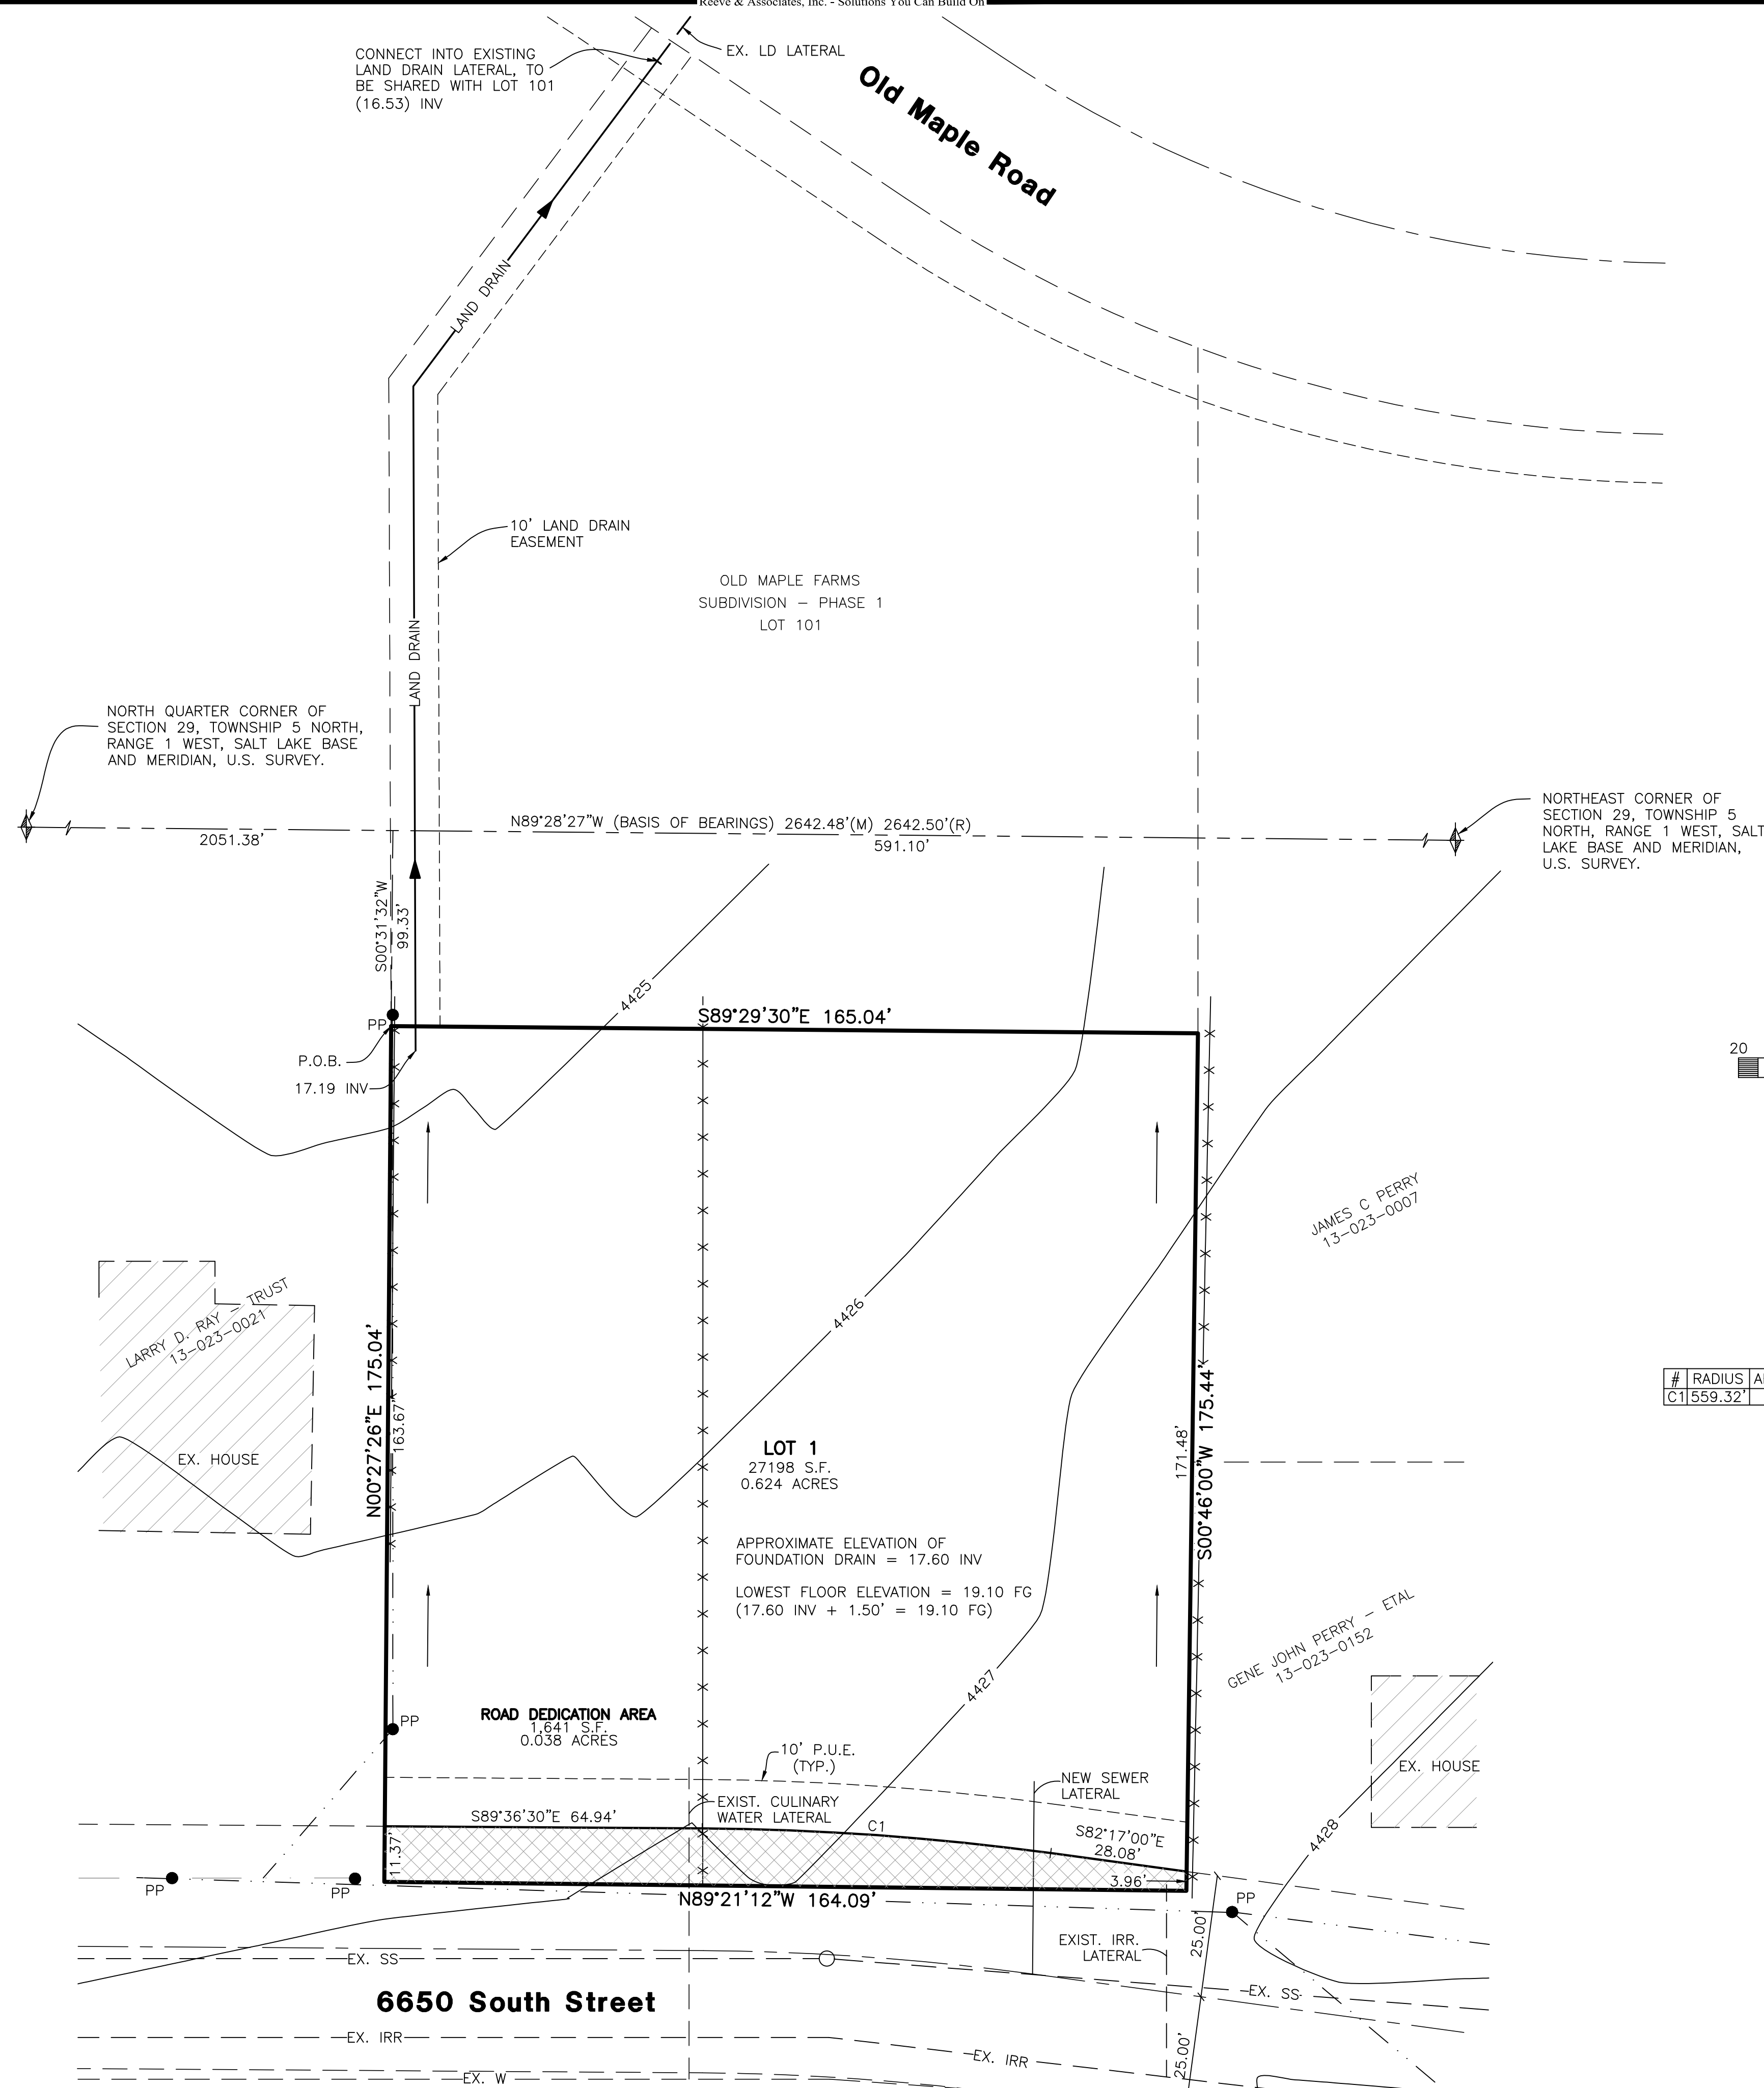 Reeve & Associates, Inc. - Solutions You Can Build On
CONNECT INTO EXISTING
LAND DRAIN LATERAL, TO
BE SHARED WITH LOT 101
(16.53) INV
EX. LD LATERAL
Old Maple Road
LAND DRAIN
10' LAND DRAIN
EASEMENT
OLD MAPLE FARMS
SUBDIVISION – PHASE 1
LOT 101
LAND DRAIN
NORTH QUARTER CORNER OF
SECTION 29, TOWNSHIP 5 NORTH,
RANGE 1 WEST, SALT LAKE BASE
AND MERIDIAN, U.S. SURVEY.
NORTHEAST CORNER OF
SECTION 29, TOWNSHIP 5
NORTH, RANGE 1 WEST, SALT
LAKE BASE AND MERIDIAN,
U.S. SURVEY.
N89°28'27"W (BASIS OF BEARINGS) 2642.48'(M) 2642.50'(R)
2051.38'
591.10'
S00°31'32"W
99.33'
4425
S89°29'30"E 165.04'
PP
P.O.B.
17.19 INV
20
JAMES C PERRY
13-023-0007
LARRY D. RAY – TRUST
13-023-0021
EX. HOUSE
4426
N00°27'26"E 175.04'
163.67'
171.48'
S00°46'00"W 175.44'
# RADIUS
C1 559.32'
LOT 1
27198 S.F.
0.624 ACRES
APPROXIMATE ELEVATION OF
FOUNDATION DRAIN = 17.60 INV
LOWEST FLOOR ELEVATION = 19.10 FG
(17.60 INV + 1.50' = 19.10 FG)
GENE JOHN PERRY – ETAL
13-023-0152
4427
ROAD DEDICATION AREA
1,641 S.F.
0.038 ACRES
PP
10' P.U.E.
(TYP.)
NEW SEWER
LATERAL
EX. HOUSE
EXIST. CULINARY
WATER LATERAL
S89°36'30"E 64.94'
C1
S82°17'00"E
28.08'
4428
11.37'
3.96'
PP
PP
N89°21'12"W 164.09'
PP
EXIST. IRR.
LATERAL
25.00'
EX. SS
EX. SS
6650 South Street
EX. IRR
EX. IRR
25.00'
EX. W